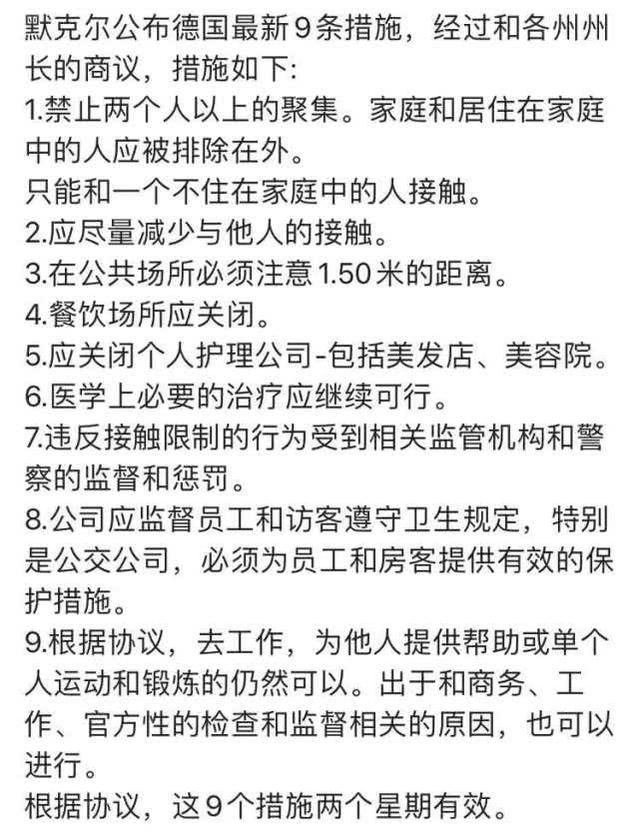 默克尔公布德国最新9条措施，经过和各州州
长的商议，措施如下:
1.禁止两个人以上的聚集。家庭和居住在家庭
中的人应被排除在外。
只能和一个不住在家庭中的人接触。
2.应尽量减少与他人的接触。
3.在公共场所必须注意1.50米的距离。
4.餐饮场所应关闭。
5.应关闭个人护理公司-包括美发店、美容院。
6.医学上必要的治疗应继续可行。
7.违反接触限制的行为受到相关监管机构和警
察的监督和惩罚。
8.公司应监督员工和访客遵守卫生规定，特别
是公交公司，必须为员工和房客提供有效的保
护措施。
9.根据协议，去工作，为他人提供帮助或单个
人运动和锻炼的仍然可以。出于和商务、工
作、官方性的检查和监督相关的原因，也可以
进行。
根据协议，这9个措施两个星期有效。